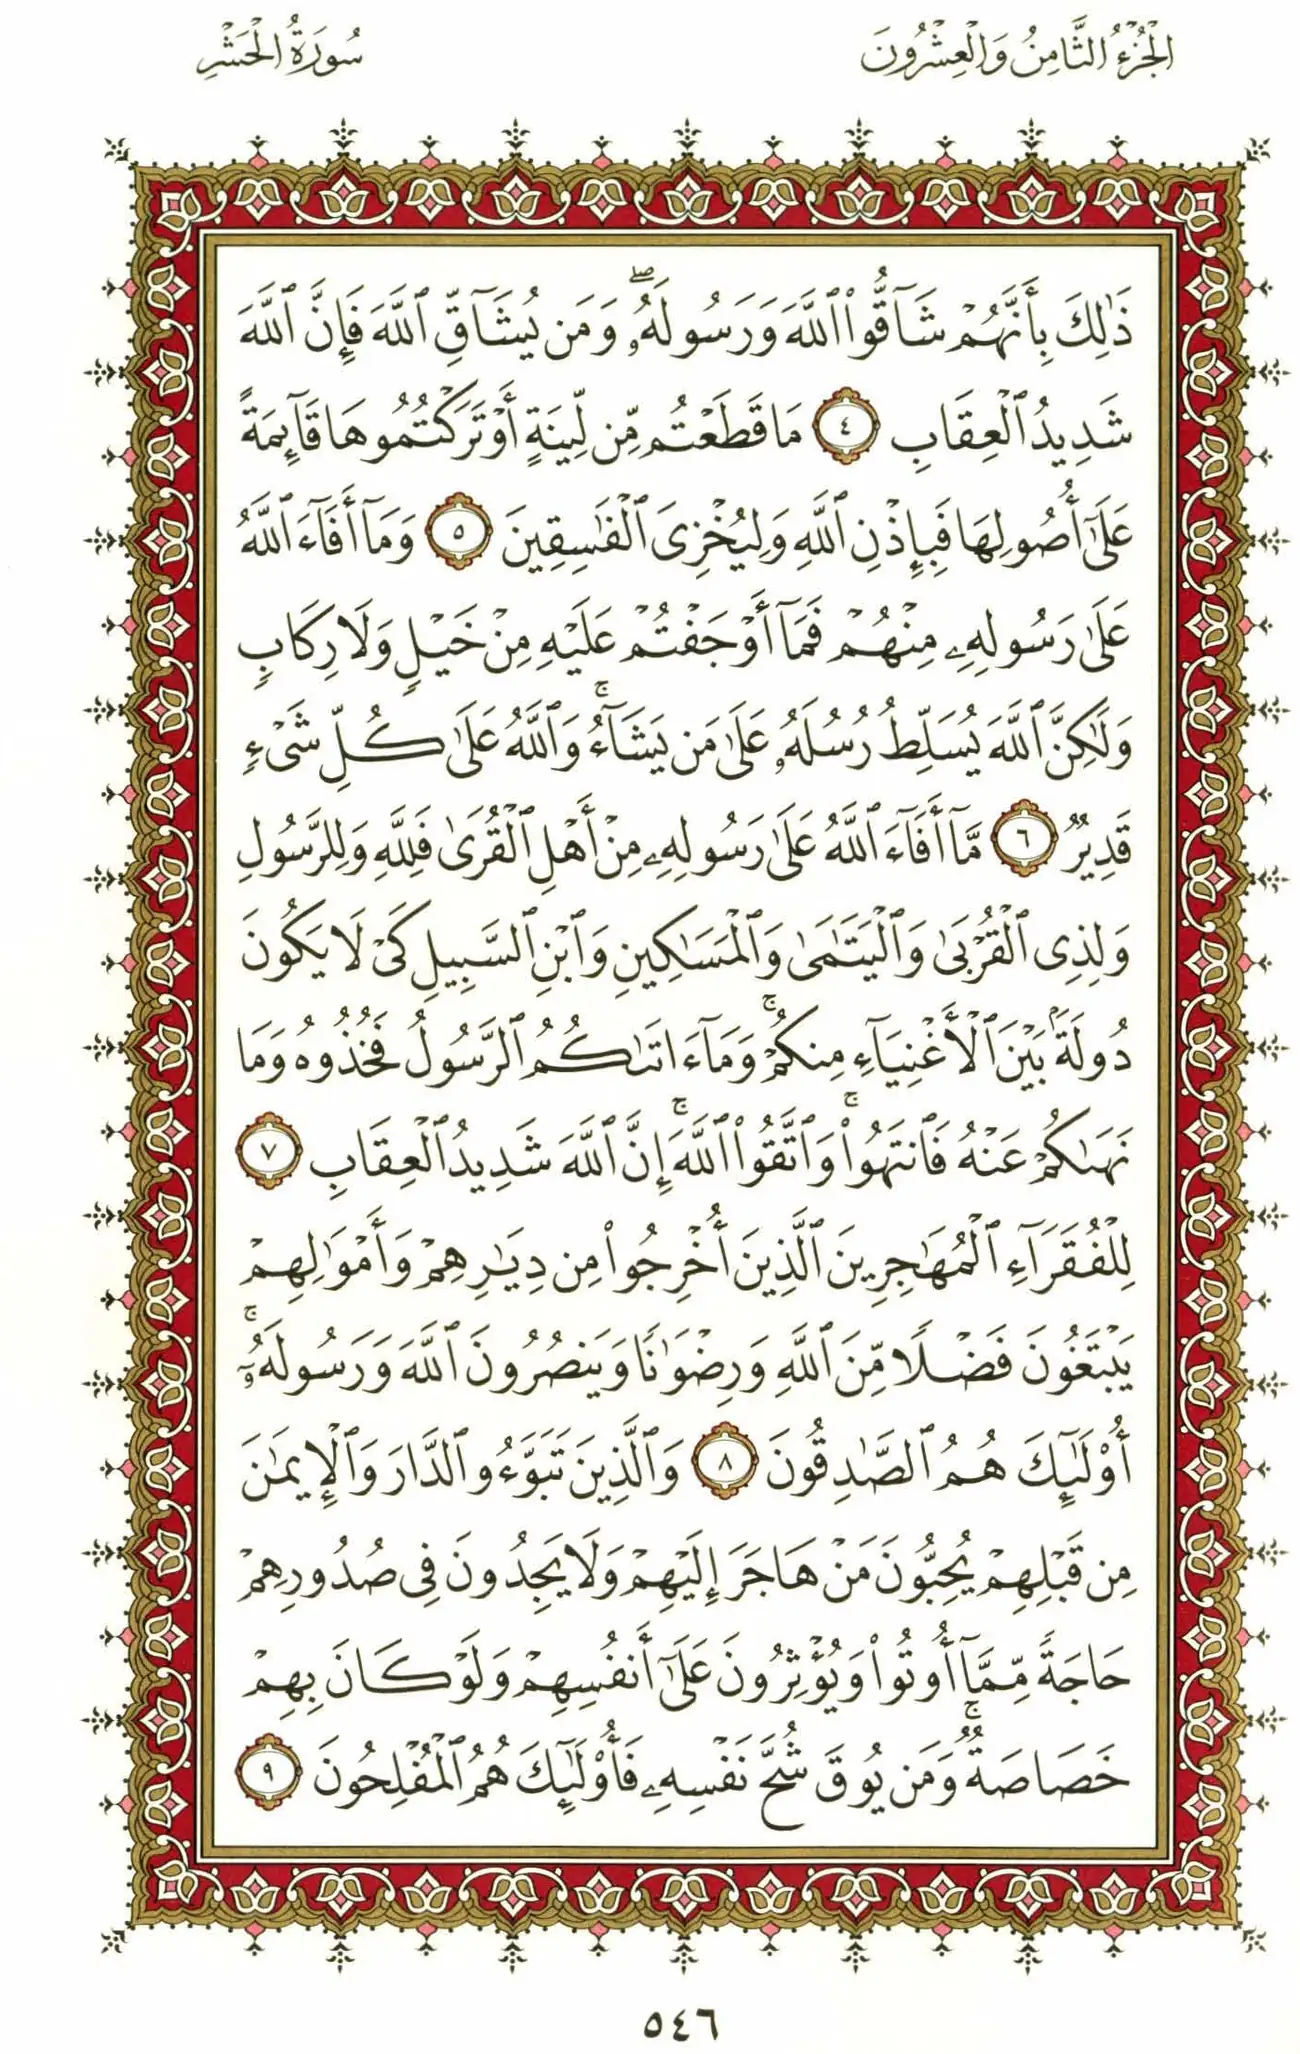 الجُزْءُ الثَّامِنُ وَالْعِشْرُونَ
سُورَةُ الْحَشْرِ
ذَٰلِكَ بِأَنَّهُمْ شَآقُّوا۟ ٱللَّهَ وَرَسُولَهُۥ ۖ وَمَن يُشَآقِّ ٱللَّهَ فَإِنَّ ٱللَّهَ
شَدِيدُ ٱلْعِقَابِ ٤ مَا قَطَعْتُم مِّن لِّينَةٍ أَوْ تَرَكْتُمُوهَا قَآئِمَةً
عَلَىٰٓ أُصُولِهَا فَبِإِذْنِ ٱللَّهِ وَلِيُخْزِىَ ٱلْفَـٰسِقِينَ ٥ وَمَآ أَفَآءَ ٱللَّهُ
عَلَىٰ رَسُولِهِۦ مِنْهُمْ فَمَآ أَوْجَفْتُمْ عَلَيْهِ مِنْ خَيْلٍ وَلَا رِكَابٍ
وَلَـٰكِنَّ ٱللَّهَ يُسَلِّطُ رُسُلَهُۥ عَلَىٰ مَن يَشَآءُ ۚ وَٱللَّهُ عَلَىٰ كُلِّ شَىْءٍ
قَدِيرٌ ٦ مَّآ أَفَآءَ ٱللَّهُ عَلَىٰ رَسُولِهِۦ مِنْ أَهْلِ ٱلْقُرَىٰ فَلِلَّهِ وَلِلرَّسُولِ
وَلِذِى ٱلْقُرْبَىٰ وَٱلْيَتَـٰمَىٰ وَٱلْمَسَـٰكِينِ وَٱبْنِ ٱلسَّبِيلِ كَىْ لَا يَكُونَ
دُولَةًۢ بَيْنَ ٱلْأَغْنِيَآءِ مِنكُمْ ۚ وَمَآ ءَاتَىٰكُمُ ٱلرَّسُولُ فَخُذُوهُ وَمَا
نَهَىٰكُمْ عَنْهُ فَٱنتَهُوا۟ ۚ وَٱتَّقُوا۟ ٱللَّهَ ۖ إِنَّ ٱللَّهَ شَدِيدُ ٱلْعِقَابِ ٧
لِلْفُقَرَآءِ ٱلْمُهَـٰجِرِينَ ٱلَّذِينَ أُخْرِجُوا۟ مِن دِيَـٰرِهِمْ وَأَمْوَٰلِهِمْ
يَبْتَغُونَ فَضْلًا مِّنَ ٱللَّهِ وَرِضْوَٰنًا وَيَنصُرُونَ ٱللَّهَ وَرَسُولَهُۥٓ ۚ
أُو۟لَـٰٓئِكَ هُمُ ٱلصَّـٰدِقُونَ ٨ وَٱلَّذِينَ تَبَوَّءُو ٱلدَّارَ وَٱلْإِيمَـٰنَ
مِن قَبْلِهِمْ يُحِبُّونَ مَنْ هَاجَرَ إِلَيْهِمْ وَلَا يَجِدُونَ فِى صُدُورِهِمْ
حَاجَةً مِّمَّآ أُوتُوا۟ وَيُؤْثِرُونَ عَلَىٰٓ أَنفُسِهِمْ وَلَوْ كَانَ بِهِمْ
خَصَاصَةٌ ۚ وَمَن يُوقَ شُحَّ نَفْسِهِۦ فَأُو۟لَـٰٓئِكَ هُمُ ٱلْمُفْلِحُونَ ٩
٥٤٦